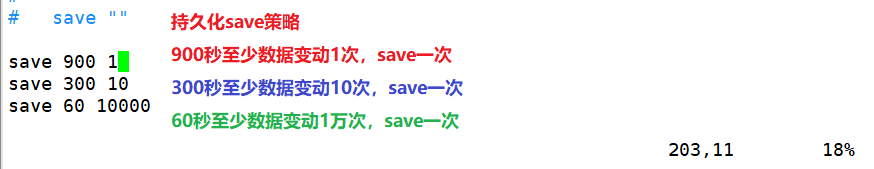 #
#   save ""
持久化save策略
save 900 1
900秒至少数据变动1次，save一次
save 300 10
300秒至少数据变动10次，save一次
save 60 10000
60秒至少数据变动1万次，save一次
203,11
18%